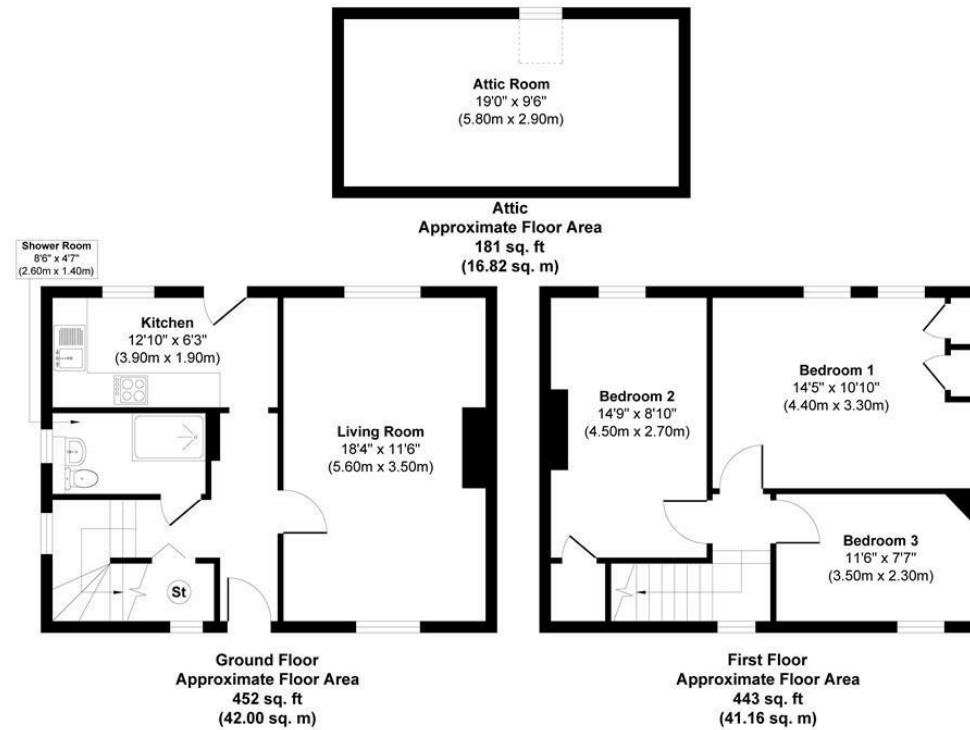 Attic Room
19'0" x 9'6"
(5.80m x 2.90m)
Attic
Approximate Floor Area
181 sq. ft
(16.82 sq. m)
Shower Room
8'6" x 4'7"
(2.60m x 1.40m)
Kitchen
12'10" x 6'3"
(3.90m x 1.90m)
Living Room
18'4" x 11'6"
(5.60m x 3.50m)
St
Ground Floor
Approximate Floor Area
452 sq. ft
(42.00 sq. m)
Bedroom 2
14'9" x 8'10"
(4.50m x 2.70m)
Bedroom 1
14'5" x 10'10"
(4.40m x 3.30m)
Bedroom 3
11'6" x 7'7"
(3.50m x 2.30m)
First Floor
Approximate Floor Area
443 sq. ft
(41.16 sq. m)